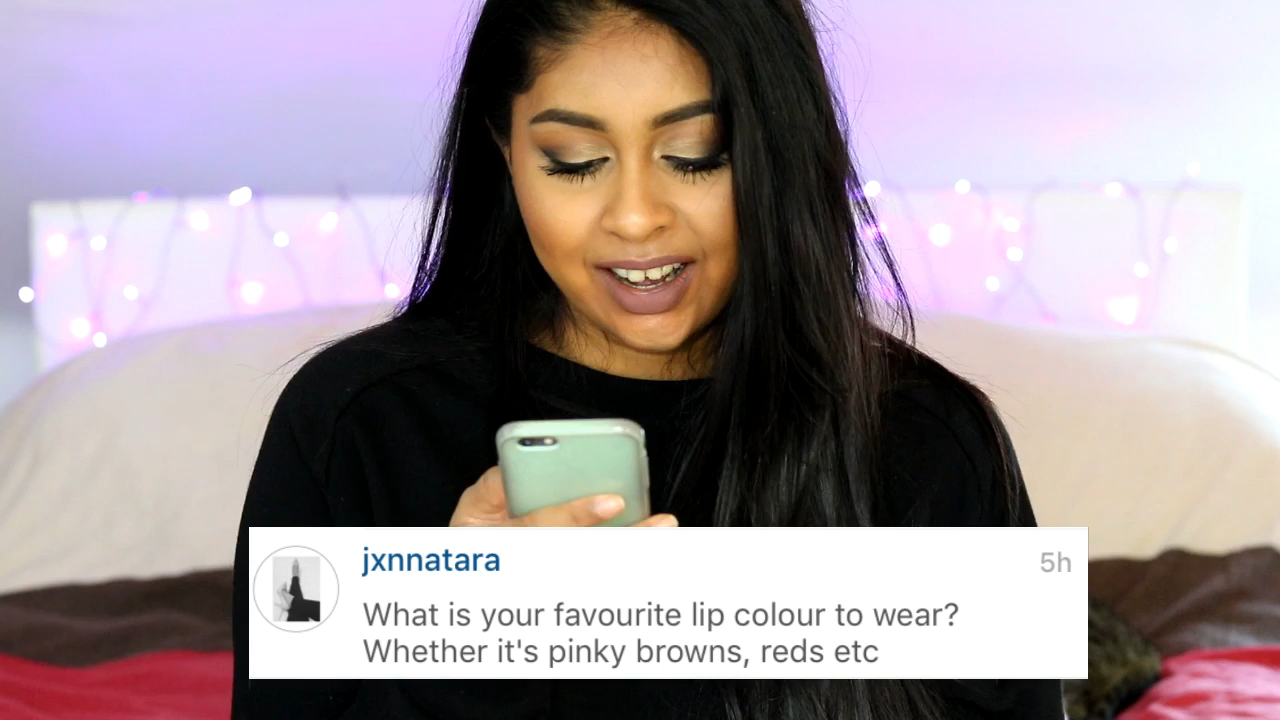 jxnnatara
5h
What is your favourite lip colour to wear?
Whether it's pinky browns, reds etc